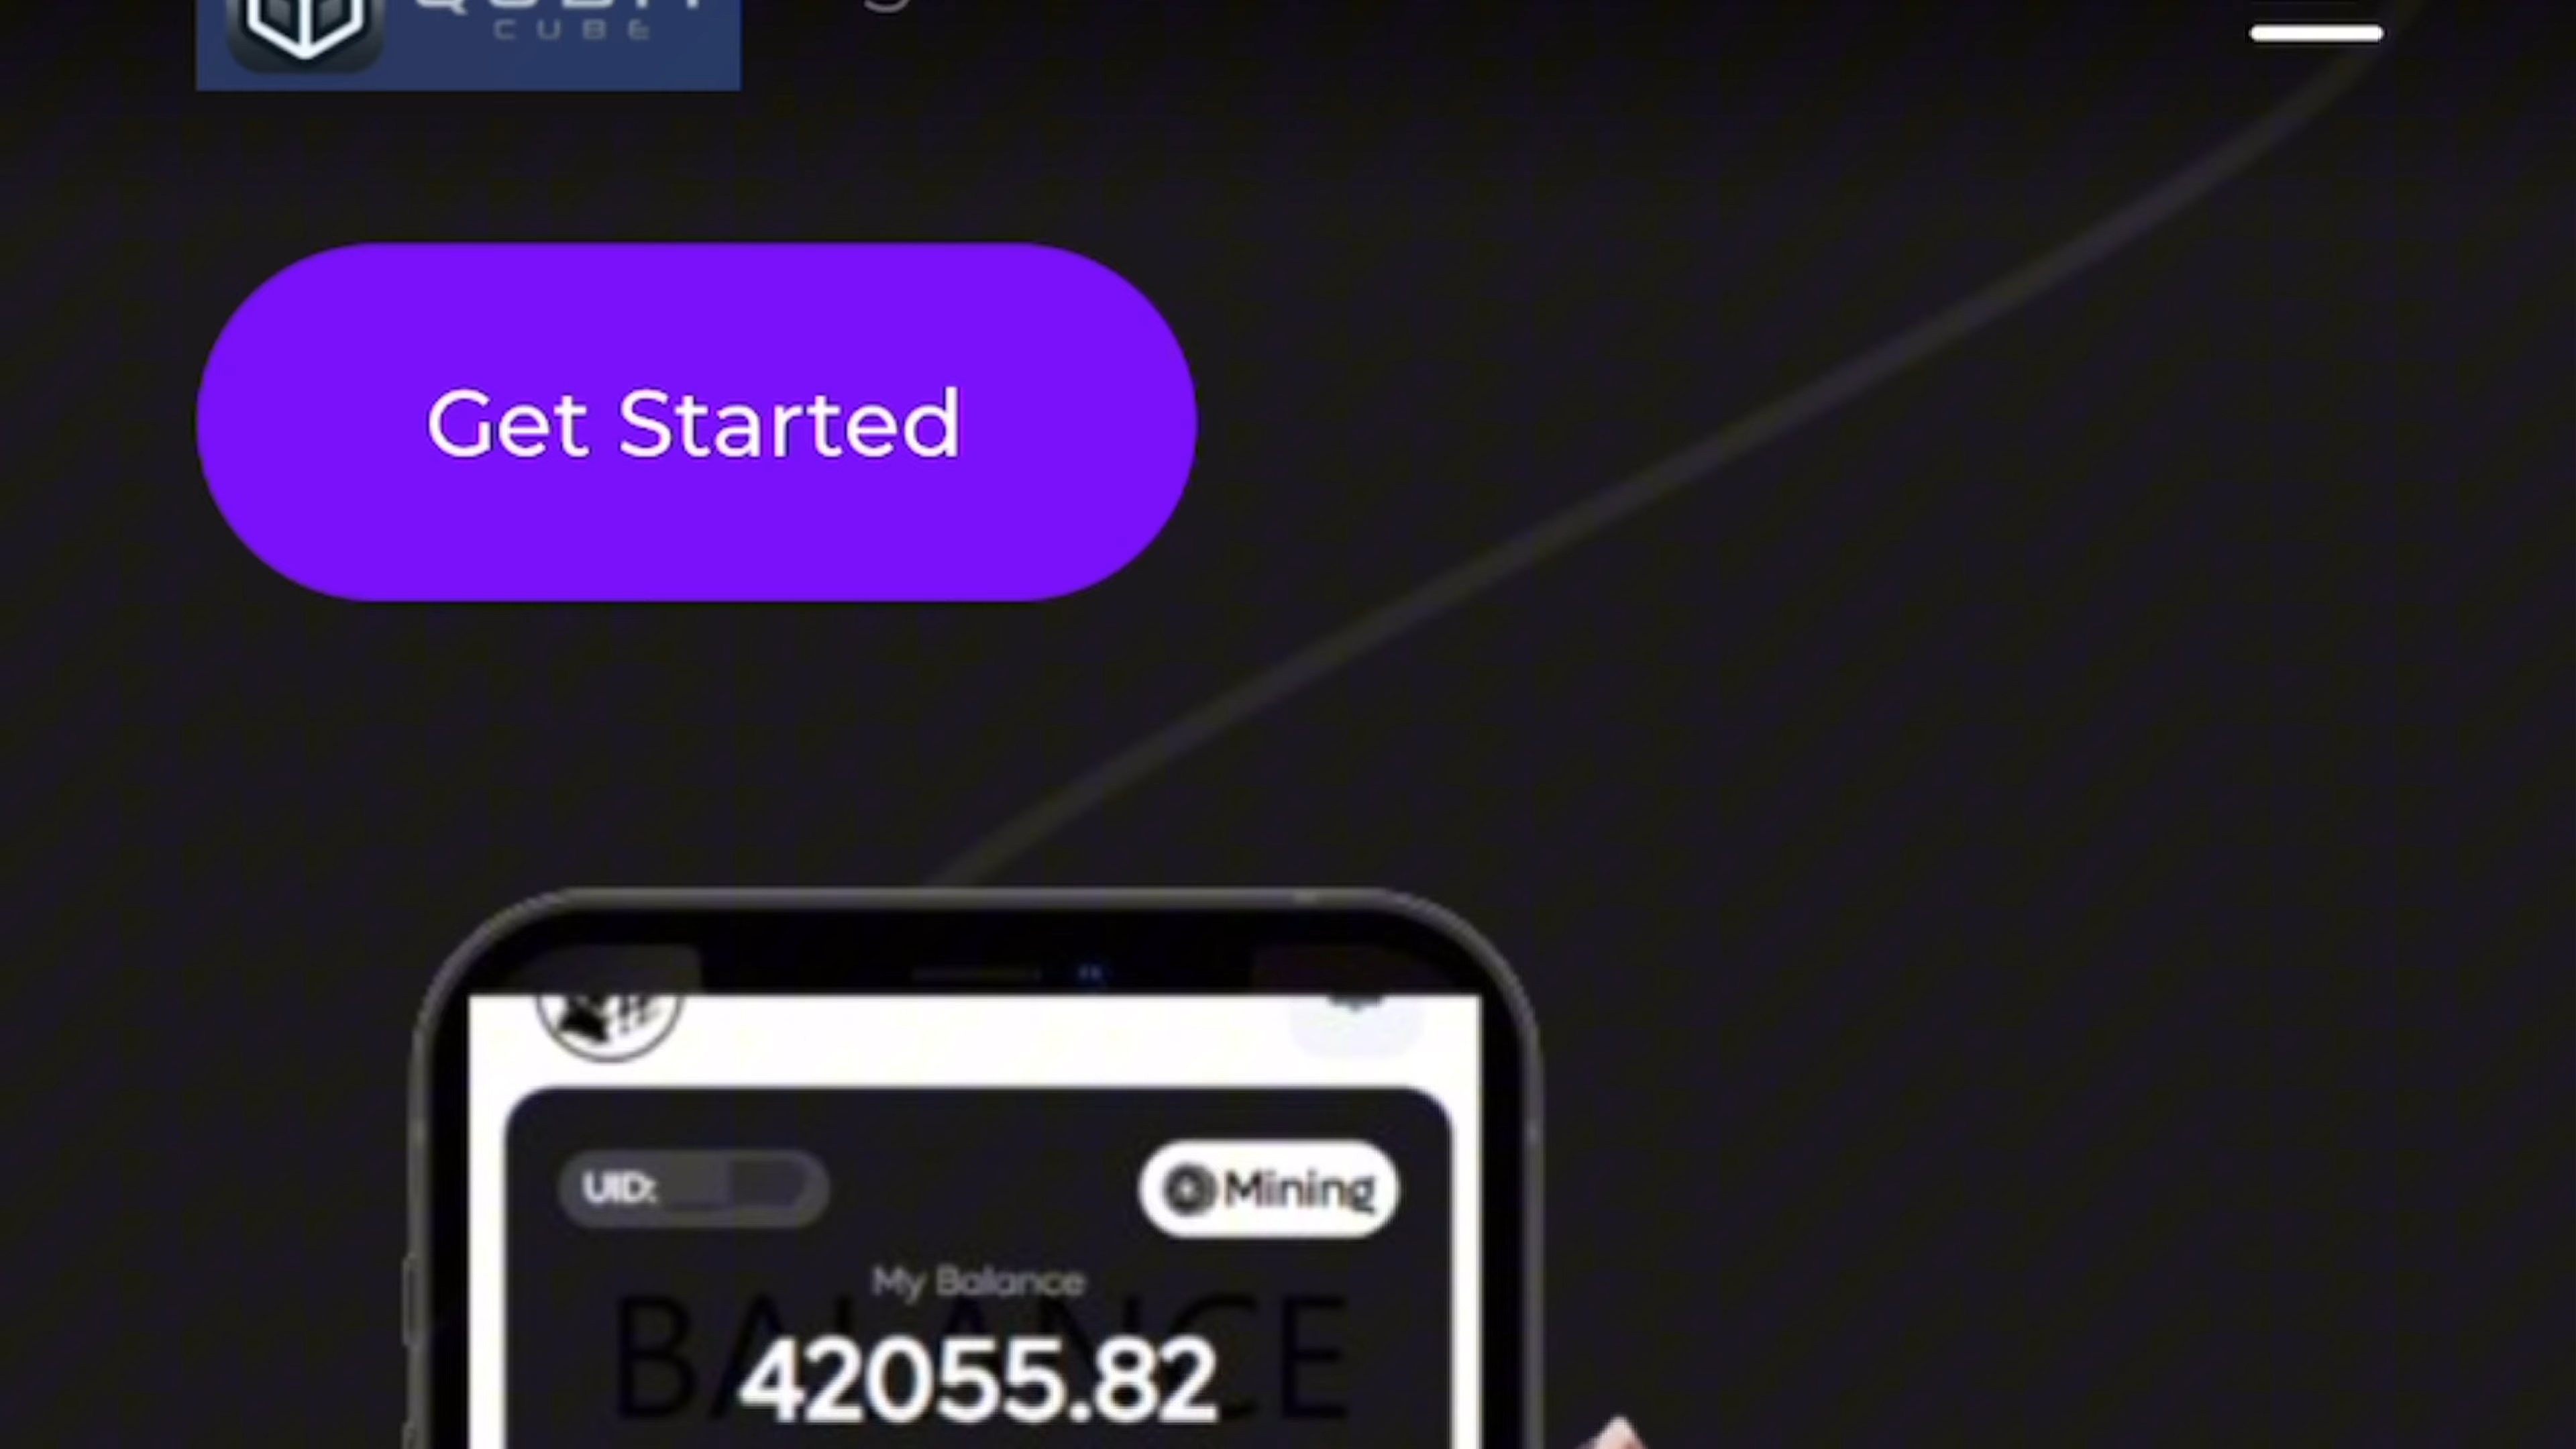 CUBE
Get Started
UID:
Mining
My Balance
BALANCE
42055.82